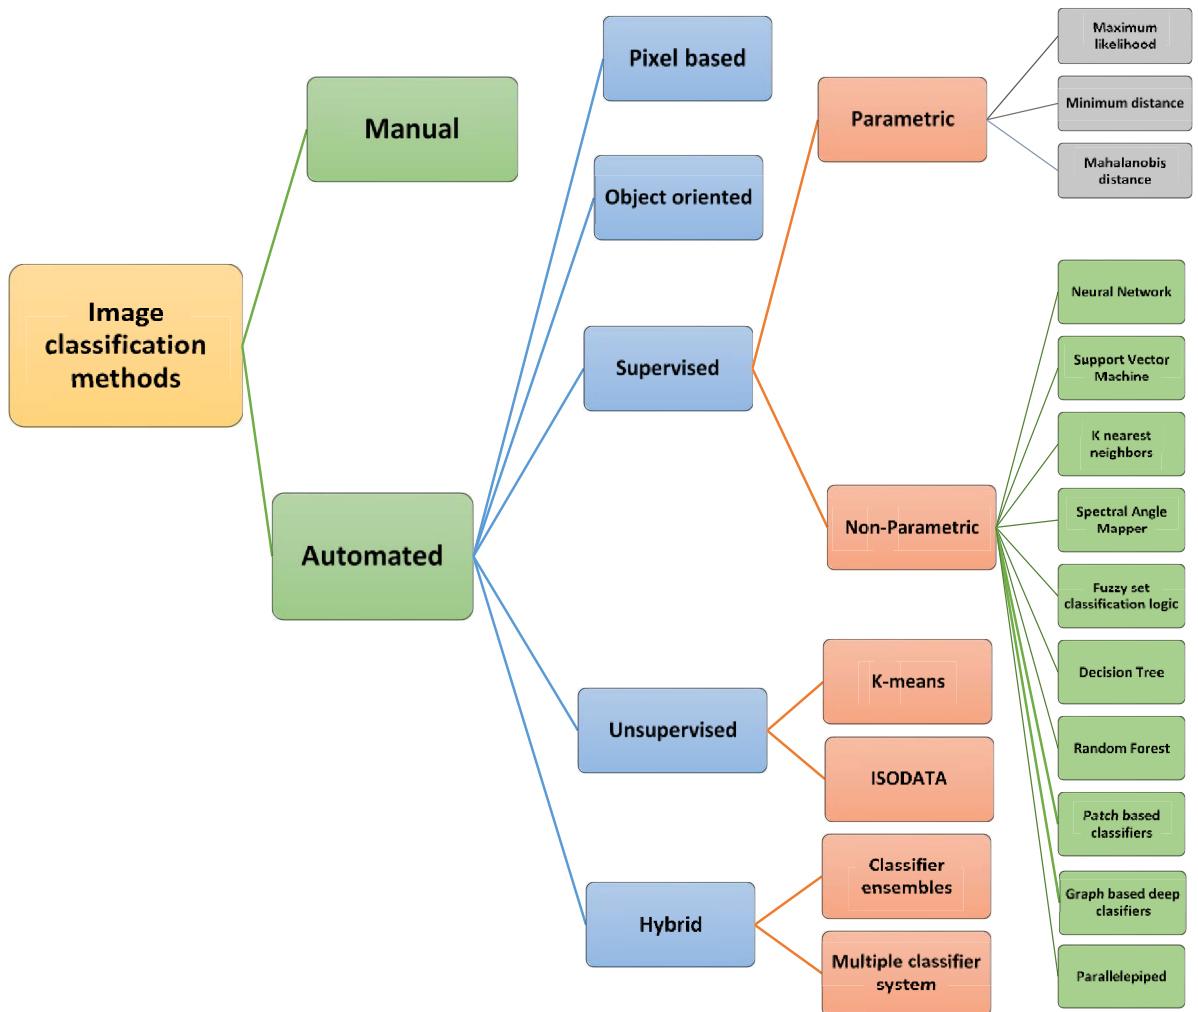 Image
classification
methods
Manual
Automated
Pixel based
Object oriented
Supervised
Unsupervised
Hybrid
Parametric
Non-Parametric
K-means
ISODATA
Classifier
ensembles
Multiple classifier
system
Maximum
likelihood
Minimum distance
Mahalanobis
distance
Neural Network
Support Vector
Machine
K nearest
neighbors
Spectral Angle
Mapper
Fuzzy set
classification logic
Decision Tree
Random Forest
Patch based
classifiers
Graph based deep
clasifiers
Parallelepiped